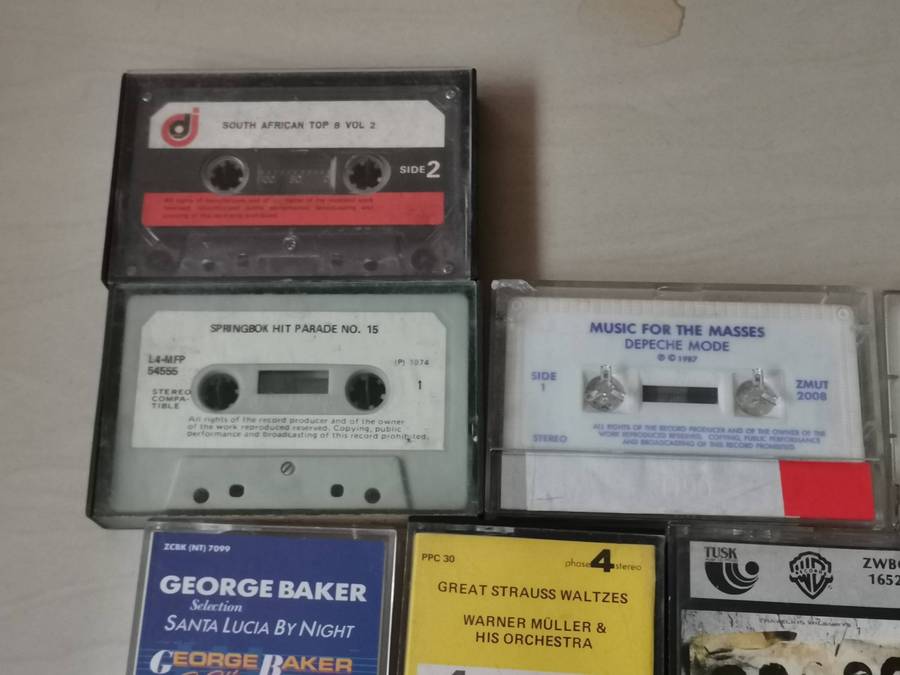 dj
SOUTH AFRICAN TOP 8 VOL 2
SIDE 2
SPRINGBOK HIT PARADE NO. 15
L4-MFP
54555
(P) 1974
1
STEREO
COMPA-
TIBLE
All rights of the record producer and of the owner
of the work reproduced reserved. Copying, public
performance and broadcasting of this record prohibited.
MUSIC FOR THE MASSES
DEPECHE MODE
℗ © 1987
SIDE
1
ZMUT
2008
STEREO
ALL RIGHTS OF THE RECORD PRODUCER AND OF THE OWNER OF THE
WORK REPRODUCED RESERVED. COPYING, PUBLIC PERFORMANCE
AND BROADCASTING OF THIS RECORD PROHIBITED
ZCBK (NT) 7099
GEORGE BAKER
Selection
SANTA LUCIA BY NIGHT
GEORGE BAKER
PPC 30
phase 4 stereo
GREAT STRAUSS WALTZES
WARNER MÜLLER &
HIS ORCHESTRA
TUSK
ZWBC
1652